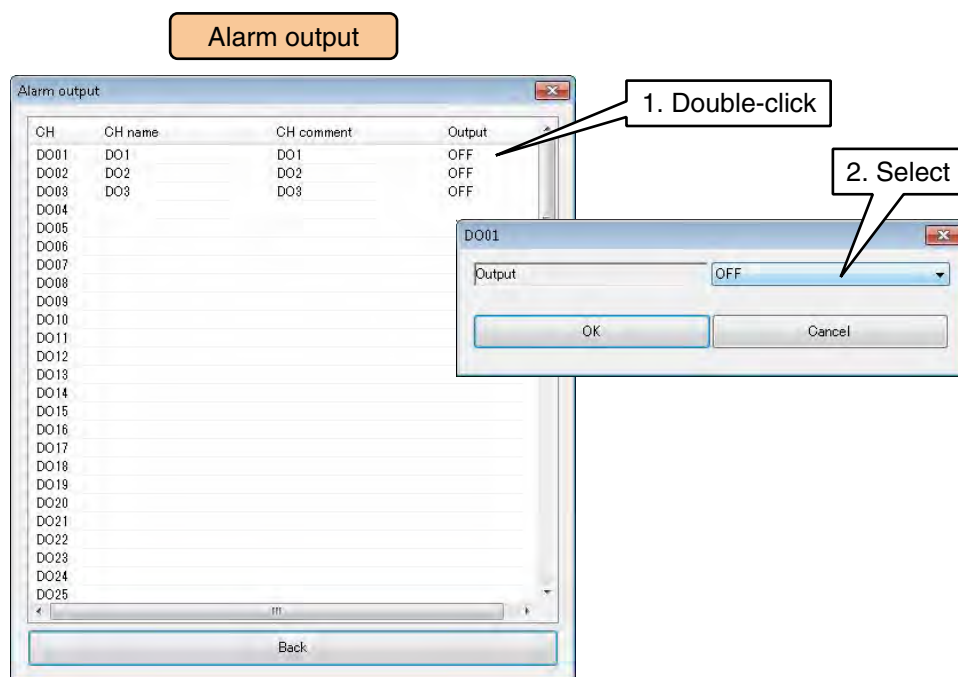 Alarm output
Alarm output
1. Double-click
CH CH name CH comment Output
DO01 DO1 DO1 OFF
DO02 DO2 DO2 OFF
DO03 DO3 DO3 OFF
DO04
DO05
DO06
DO07
DO08
DO09
DO10
DO11
DO12
DO13
DO14
DO15
DO16
DO17
DO18
DO19
DO20
DO21
DO22
DO23
DO24
DO25
Back
2. Select
DO01
Output OFF
OK Cancel